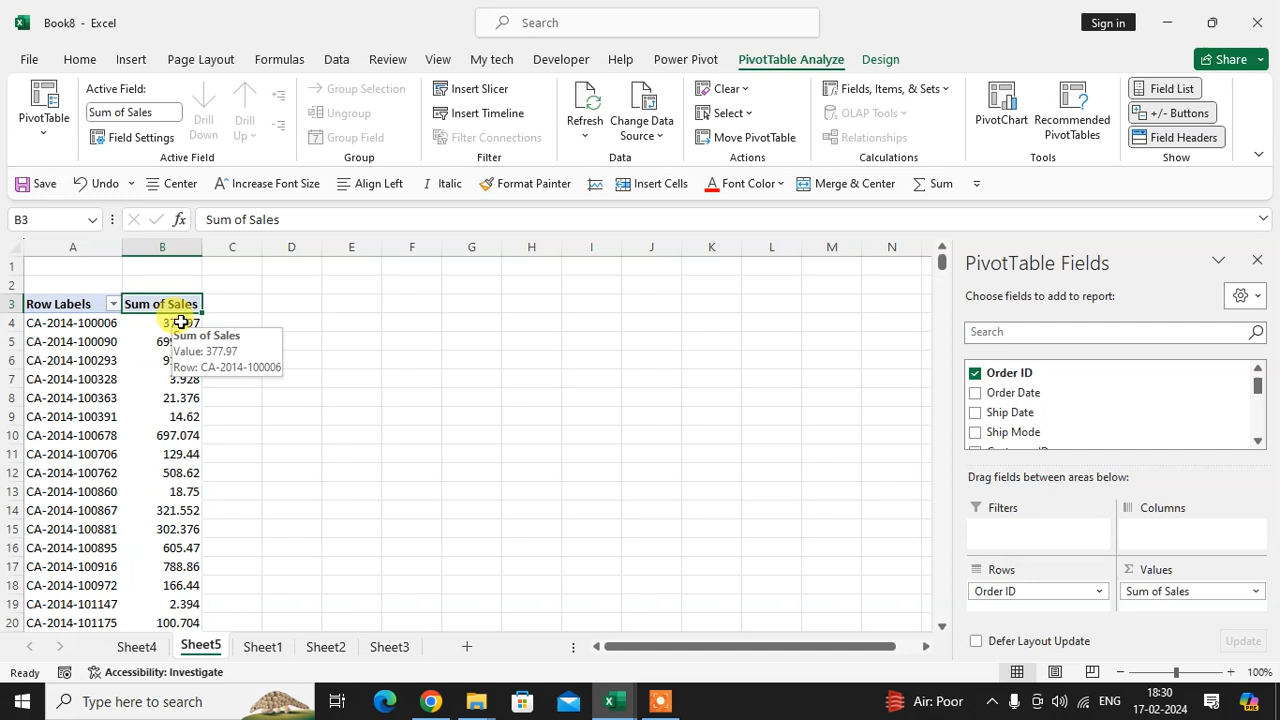 Book8 - Excel
Search
Sign in
File Home Insert Page Layout Formulas Data Review View My tech Developer Help Power Pivot PivotTable Analyze Design
Share
PivotTable
Active Field:
Sum of Sales
Field Settings
Drill Down
Drill Up
Active Field
Group Selection
Ungroup
Group Field
Group
Insert Slicer
Insert Timeline
Filter Connections
Filter
Refresh
Change Data Source
Data
Clear
Select
Move PivotTable
Actions
Fields, Items, & Sets
OLAP Tools
Relationships
Calculations
PivotChart
Recommended PivotTables
Tools
Field List
+/- Buttons
Field Headers
Show
Save Undo Center Increase Font Size Align Left Italic Format Painter Insert Cells Font Color Merge & Center Sum
B3 fx Sum of Sales
A B C D E F G H I J K L M N
1
2
3 Row Labels Sum of Sales
4 CA-2014-100006
5 CA-2014-100090
6 CA-2014-100293
7 CA-2014-100328 3.928
8 CA-2014-100363 21.376
9 CA-2014-100391 14.62
10 CA-2014-100678 697.074
11 CA-2014-100706 129.44
12 CA-2014-100762 508.62
13 CA-2014-100860 18.75
14 CA-2014-100867 321.552
15 CA-2014-100881 302.376
16 CA-2014-100895 605.47
17 CA-2014-100916 788.86
18 CA-2014-100972 166.44
19 CA-2014-101147 2.394
20 CA-2014-101175 100.704
Sum of Sales
Value: 377.97
Row: CA-2014-100006
PivotTable Fields
Choose fields to add to report:
Search
Order ID
Order Date
Ship Date
Ship Mode
Drag fields between areas below:
Filters
Columns
Rows
Order ID
Values
Sum of Sales
Defer Layout Update
Update
Sheet4 Sheet5 Sheet1 Sheet2 Sheet3
Ready
Accessibility: Investigate
100%
Type here to search
Air: Poor
ENG
18:30
17-02-2024